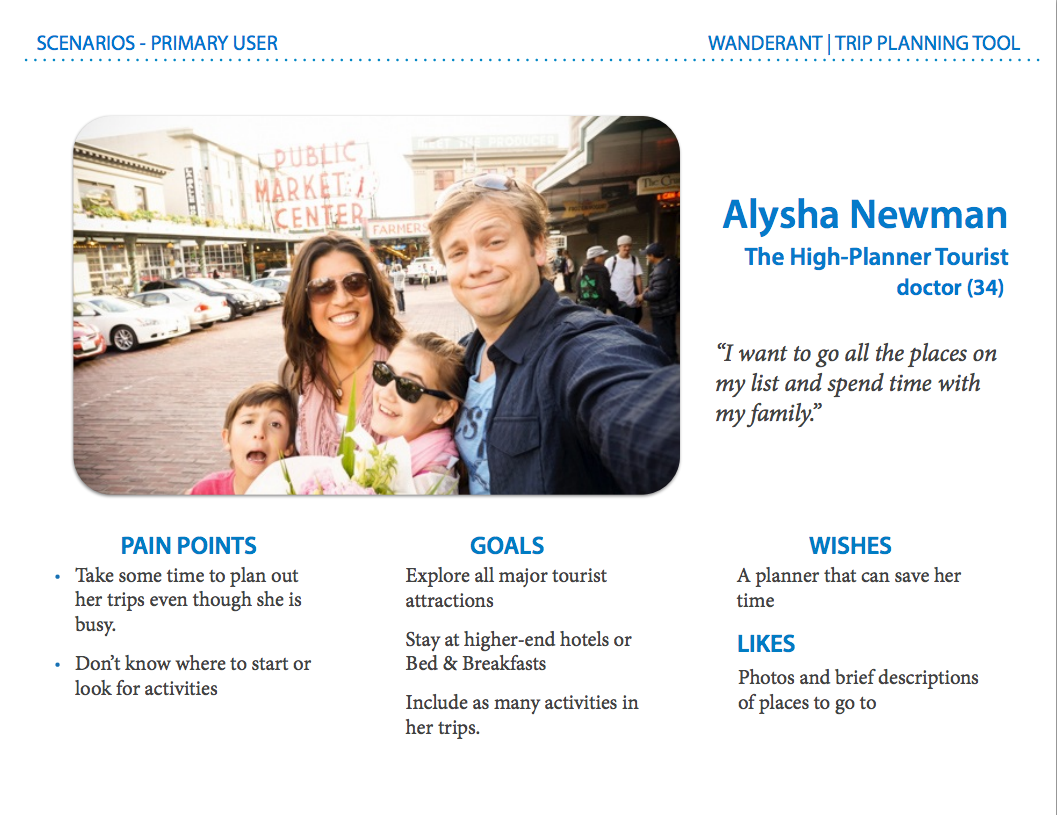 SCENARIOS - PRIMARY USER
WANDERANT | TRIP PLANNING TOOL
PUBLIC
MARKET
CENTER
MEET THE PRODUCER
FARMERS
Alysha Newman
The High-Planner Tourist
doctor (34)
“I want to go all the places on
my list and spend time with
my family.”
PAIN POINTS
• Take some time to plan out
her trips even though she is
busy.
• Don’t know where to start or
look for activities
GOALS
Explore all major tourist
attractions
Stay at higher-end hotels or
Bed & Breakfasts
Include as many activities in
her trips.
WISHES
A planner that can save her
time
LIKES
Photos and brief descriptions
of places to go to